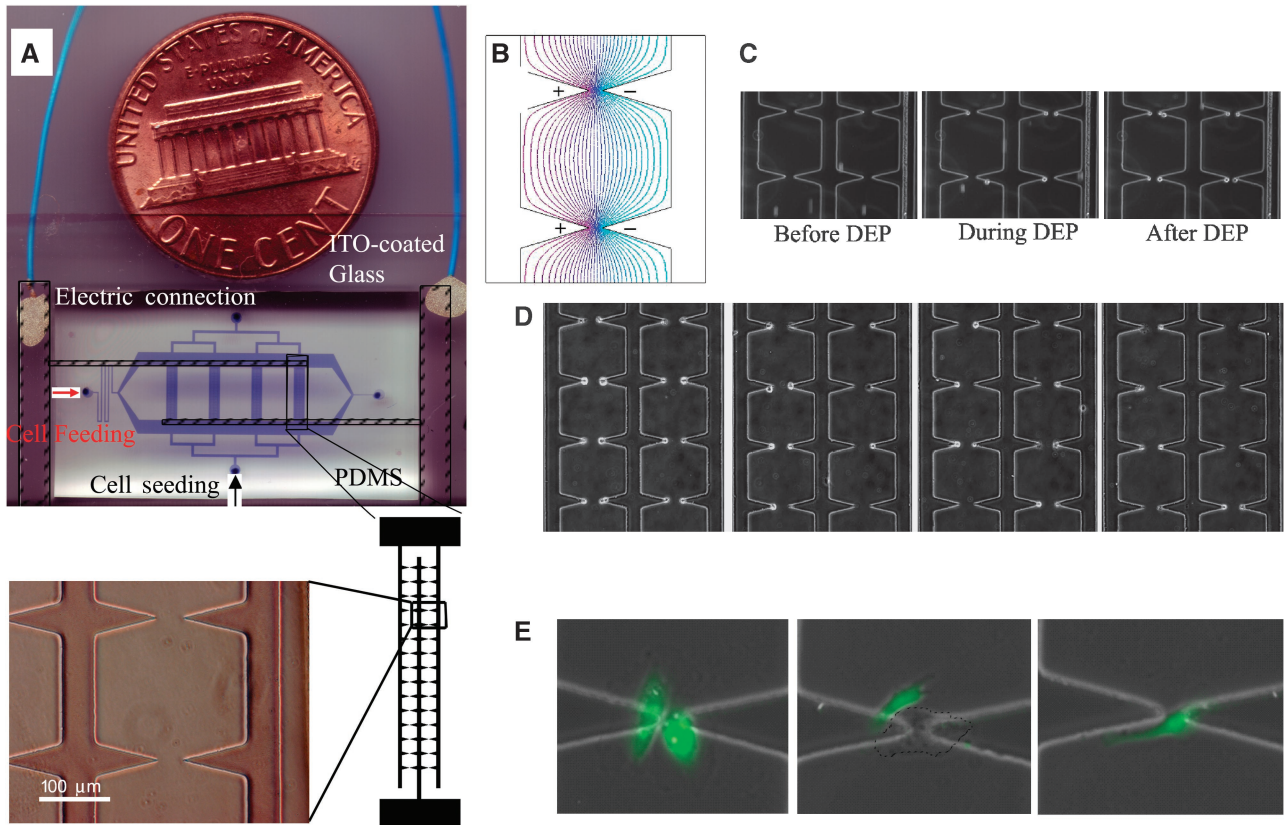 A
UNITED STATES OF AMERICA
E·PLURIBUS
UNUM
ONE CENT
ITO-coated
Glass
Electric connection
Cell Feeding
Cell seeding
PDMS
100 µm
B
+ −
+ −
C
Before DEP
During DEP
After DEP
D
E